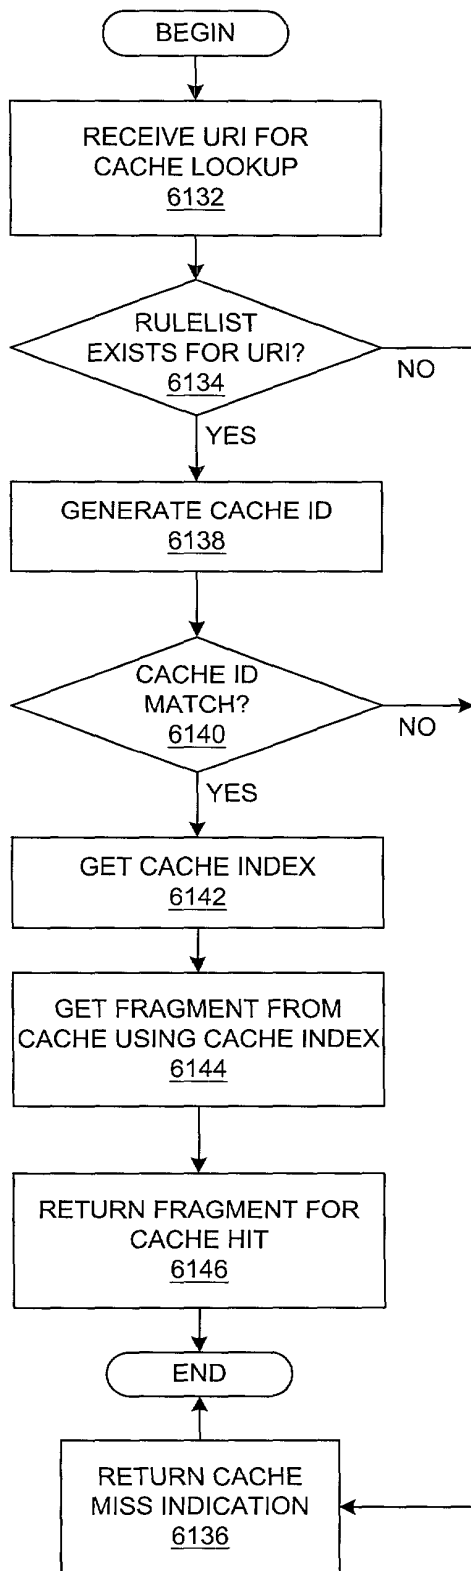 BEGIN
RECEIVE URI FOR
CACHE LOOKUP
6132
RULELIST
EXISTS FOR URI?
6134
NO
YES
GENERATE CACHE ID
6138
CACHE ID
MATCH?
6140
NO
YES
GET CACHE INDEX
6142
GET FRAGMENT FROM
CACHE USING CACHE INDEX
6144
RETURN FRAGMENT FOR
CACHE HIT
6146
END
RETURN CACHE
MISS INDICATION
6136